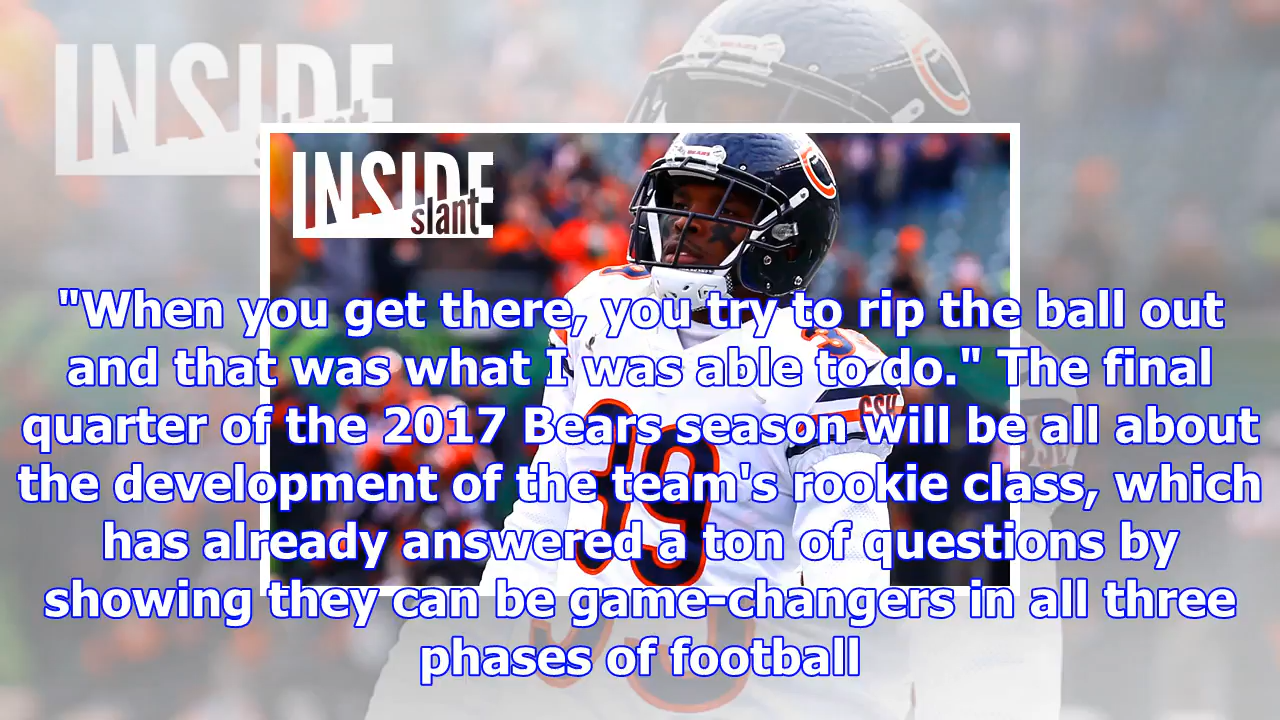 INSIDE
slant
INSIDE
slant
"When you get there, you try to rip the ball out
and that was what I was able to do." The final
quarter of the 2017 Bears season will be all about
the development of the team's rookie class, which
has already answered a ton of questions by
showing they can be game-changers in all three
phases of football
GSH
39